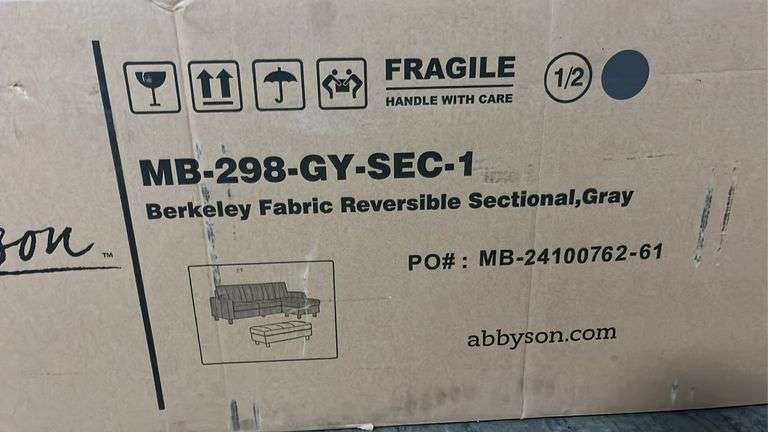 FRAGILE
HANDLE WITH CARE
1/2
MB-298-GY-SEC-1
Berkeley Fabric Reversible Sectional,Gray
son TM
PO#: MB-24100762-61
abbyson.com